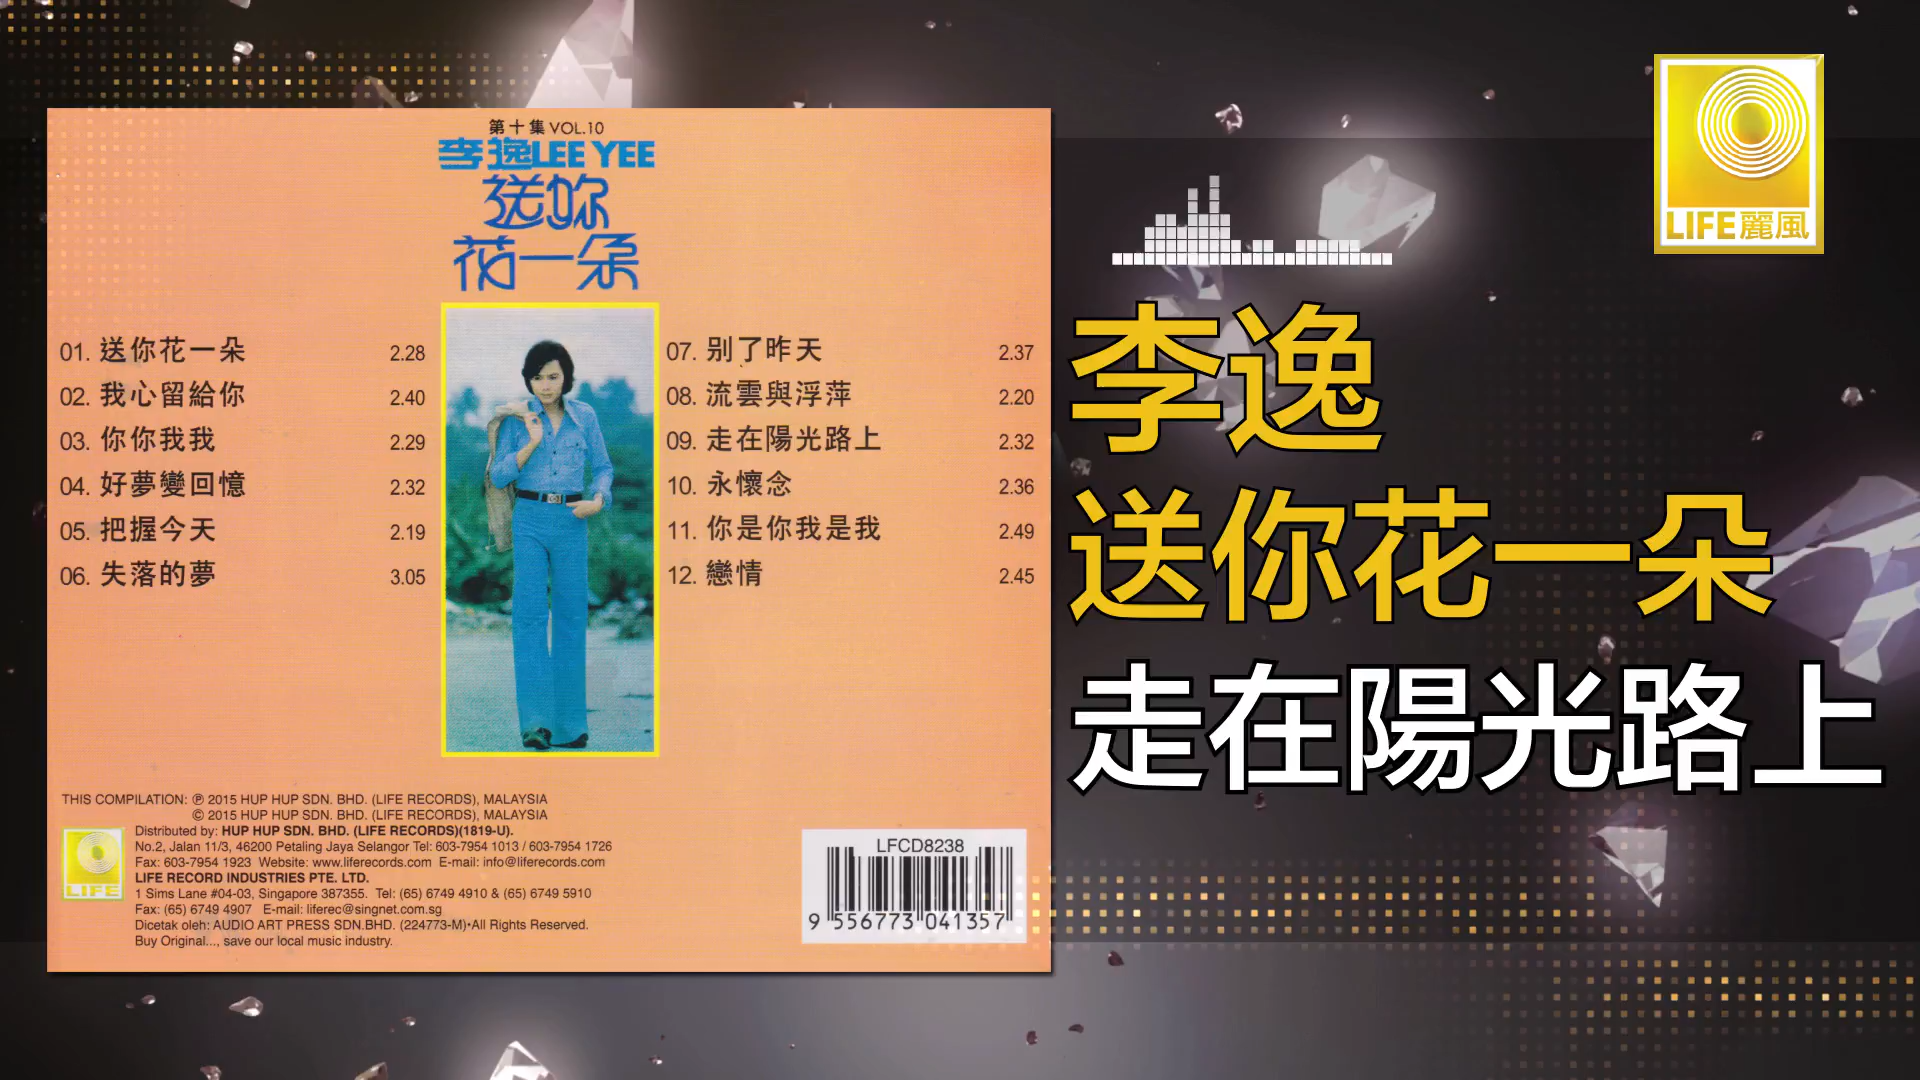 第十集 VOL.10
李逸 LEE YEE
送妳
花一朵
01. 送你花一朵 2.28
02. 我心留給你 2.40
03. 你你我我 2.29
04. 好夢變回憶 2.32
05. 把握今天 2.19
06. 失落的夢 3.05
07. 别了昨天 2.37
08. 流雲與浮萍 2.20
09. 走在陽光路上 2.32
10. 永懷念 2.36
11. 你是你我是我 2.49
12. 戀情 2.45
THIS COMPILATION: ℗ 2015 HUP HUP SDN. BHD. (LIFE RECORDS), MALAYSIA
© 2015 HUP HUP SDN. BHD. (LIFE RECORDS), MALAYSIA
Distributed by: HUP HUP SDN. BHD. (LIFE RECORDS)(1819-U).
No.2, Jalan 11/3, 46200 Petaling Jaya Selangor Tel: 603-7954 1013 / 603-7954 1726
Fax: 603-7954 1923 Website: www.liferecords.com E-mail: info@liferecords.com
LIFE RECORD INDUSTRIES PTE. LTD.
1 Sims Lane #04-03, Singapore 387355. Tel: (65) 6749 4910 & (65) 6749 5910
Fax: (65) 6749 4907 E-mail: liferec@singnet.com.sg
Dicetak oleh: AUDIO ART PRESS SDN.BHD. (224773-M)•All Rights Reserved.
Buy Original..., save our local music industry.
LIFE
LFCD8238
9 556773 041357
LIFE麗風
李逸
送你花一朵
走在陽光路上